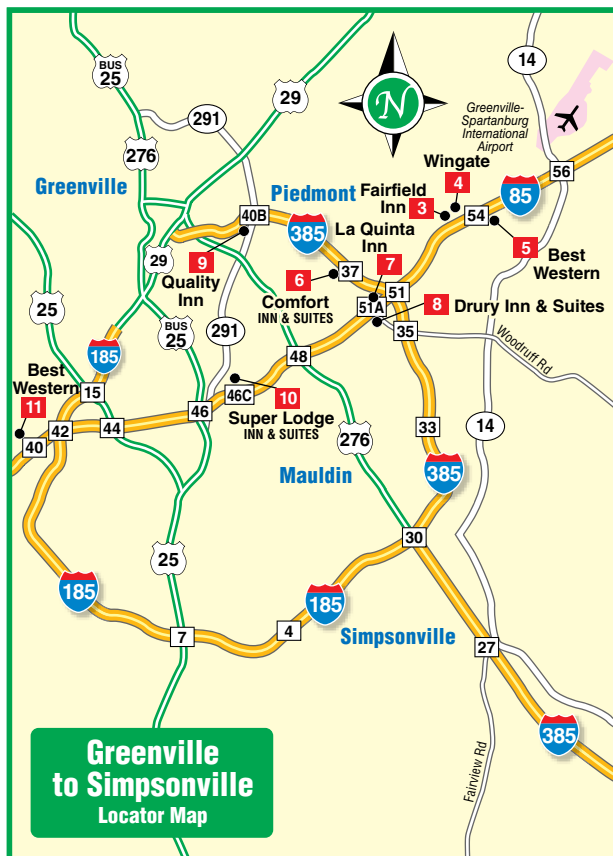 14
BUS
25
29
291
N
Greenville-
Spartanburg
International
Airport
276
Wingate
56
Greenville
Piedmont
Fairfield
Inn
3
4
85
40B
385
La Quinta
Inn
54
29
9
Quality
Inn
6
37
7
5
Best
Western
Comfort
INN & SUITES
51
51A
8
Drury Inn & Suites
25
BUS
25
291
35
Woodruff Rd
185
48
Best
Western
15
46C
10
11
46
Super Lodge
INN & SUITES
40
42
44
276
33
14
Mauldin
385
25
30
185
185
7
4
Simpsonville
27
385
Fairview Rd
Greenville
to Simpsonville
Locator Map